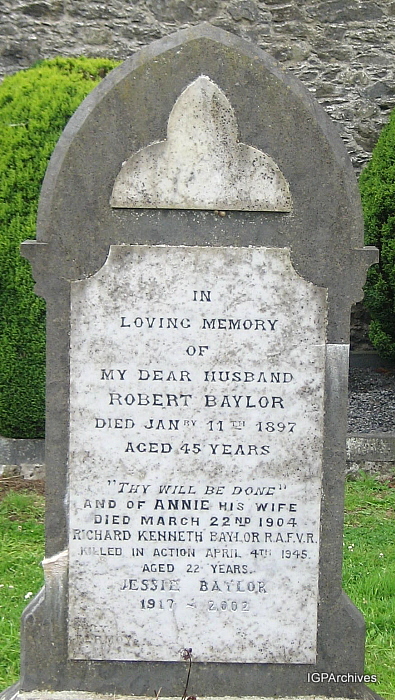 IN
LOVING MEMORY
OF
MY DEAR HUSBAND
ROBERT BAYLOR
DIED JANRY 11TH 1897
AGED 45 YEARS
"THY WILL BE DONE"
AND OF ANNIE HIS WIFE
DIED MARCH 22ND 1904
RICHARD KENNETH BAYLOR R.A.F.V.R.
KILLED IN ACTION APRIL 4TH 1945.
AGED 22 YEARS.
JESSIE BAYLOR
1917 - 2002
IGPArchives